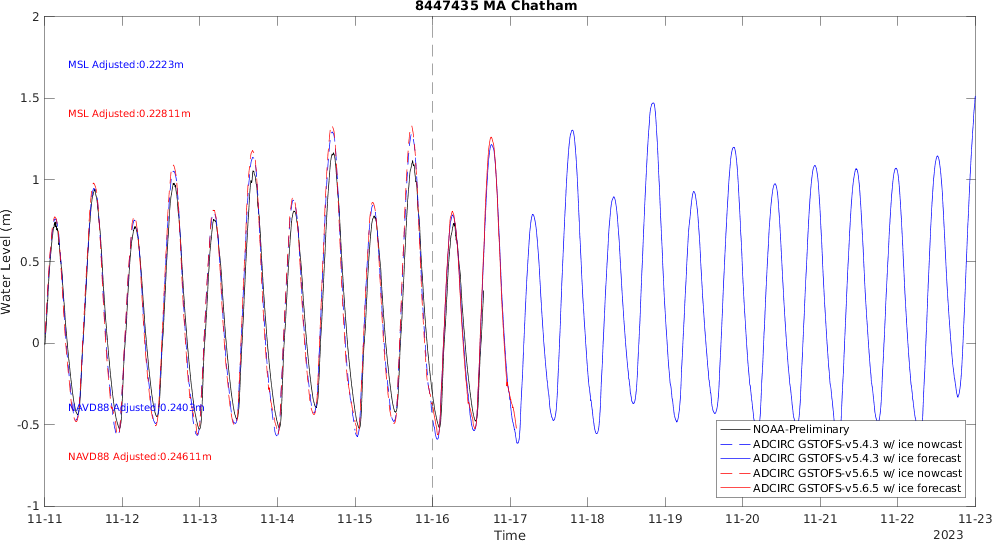 8447435 MA Chatham
2
1.5
1
0.5
0
-0.5
-1
Water Level (m)
MSL Adjusted:0.2223m
MSL Adjusted:0.22811m
NAVD88 Adjusted:0.2403m
NAVD88 Adjusted:0.24611m
NOAA-Preliminary
ADCIRC GSTOFS-v5.4.3 w/ ice nowcast
ADCIRC GSTOFS-v5.4.3 w/ ice forecast
ADCIRC GSTOFS-v5.6.5 w/ ice nowcast
ADCIRC GSTOFS-v5.6.5 w/ ice forecast
11-11 11-12 11-13 11-14 11-15 11-16 11-17 11-18 11-19 11-20 11-21 11-22 11-23
Time
2023